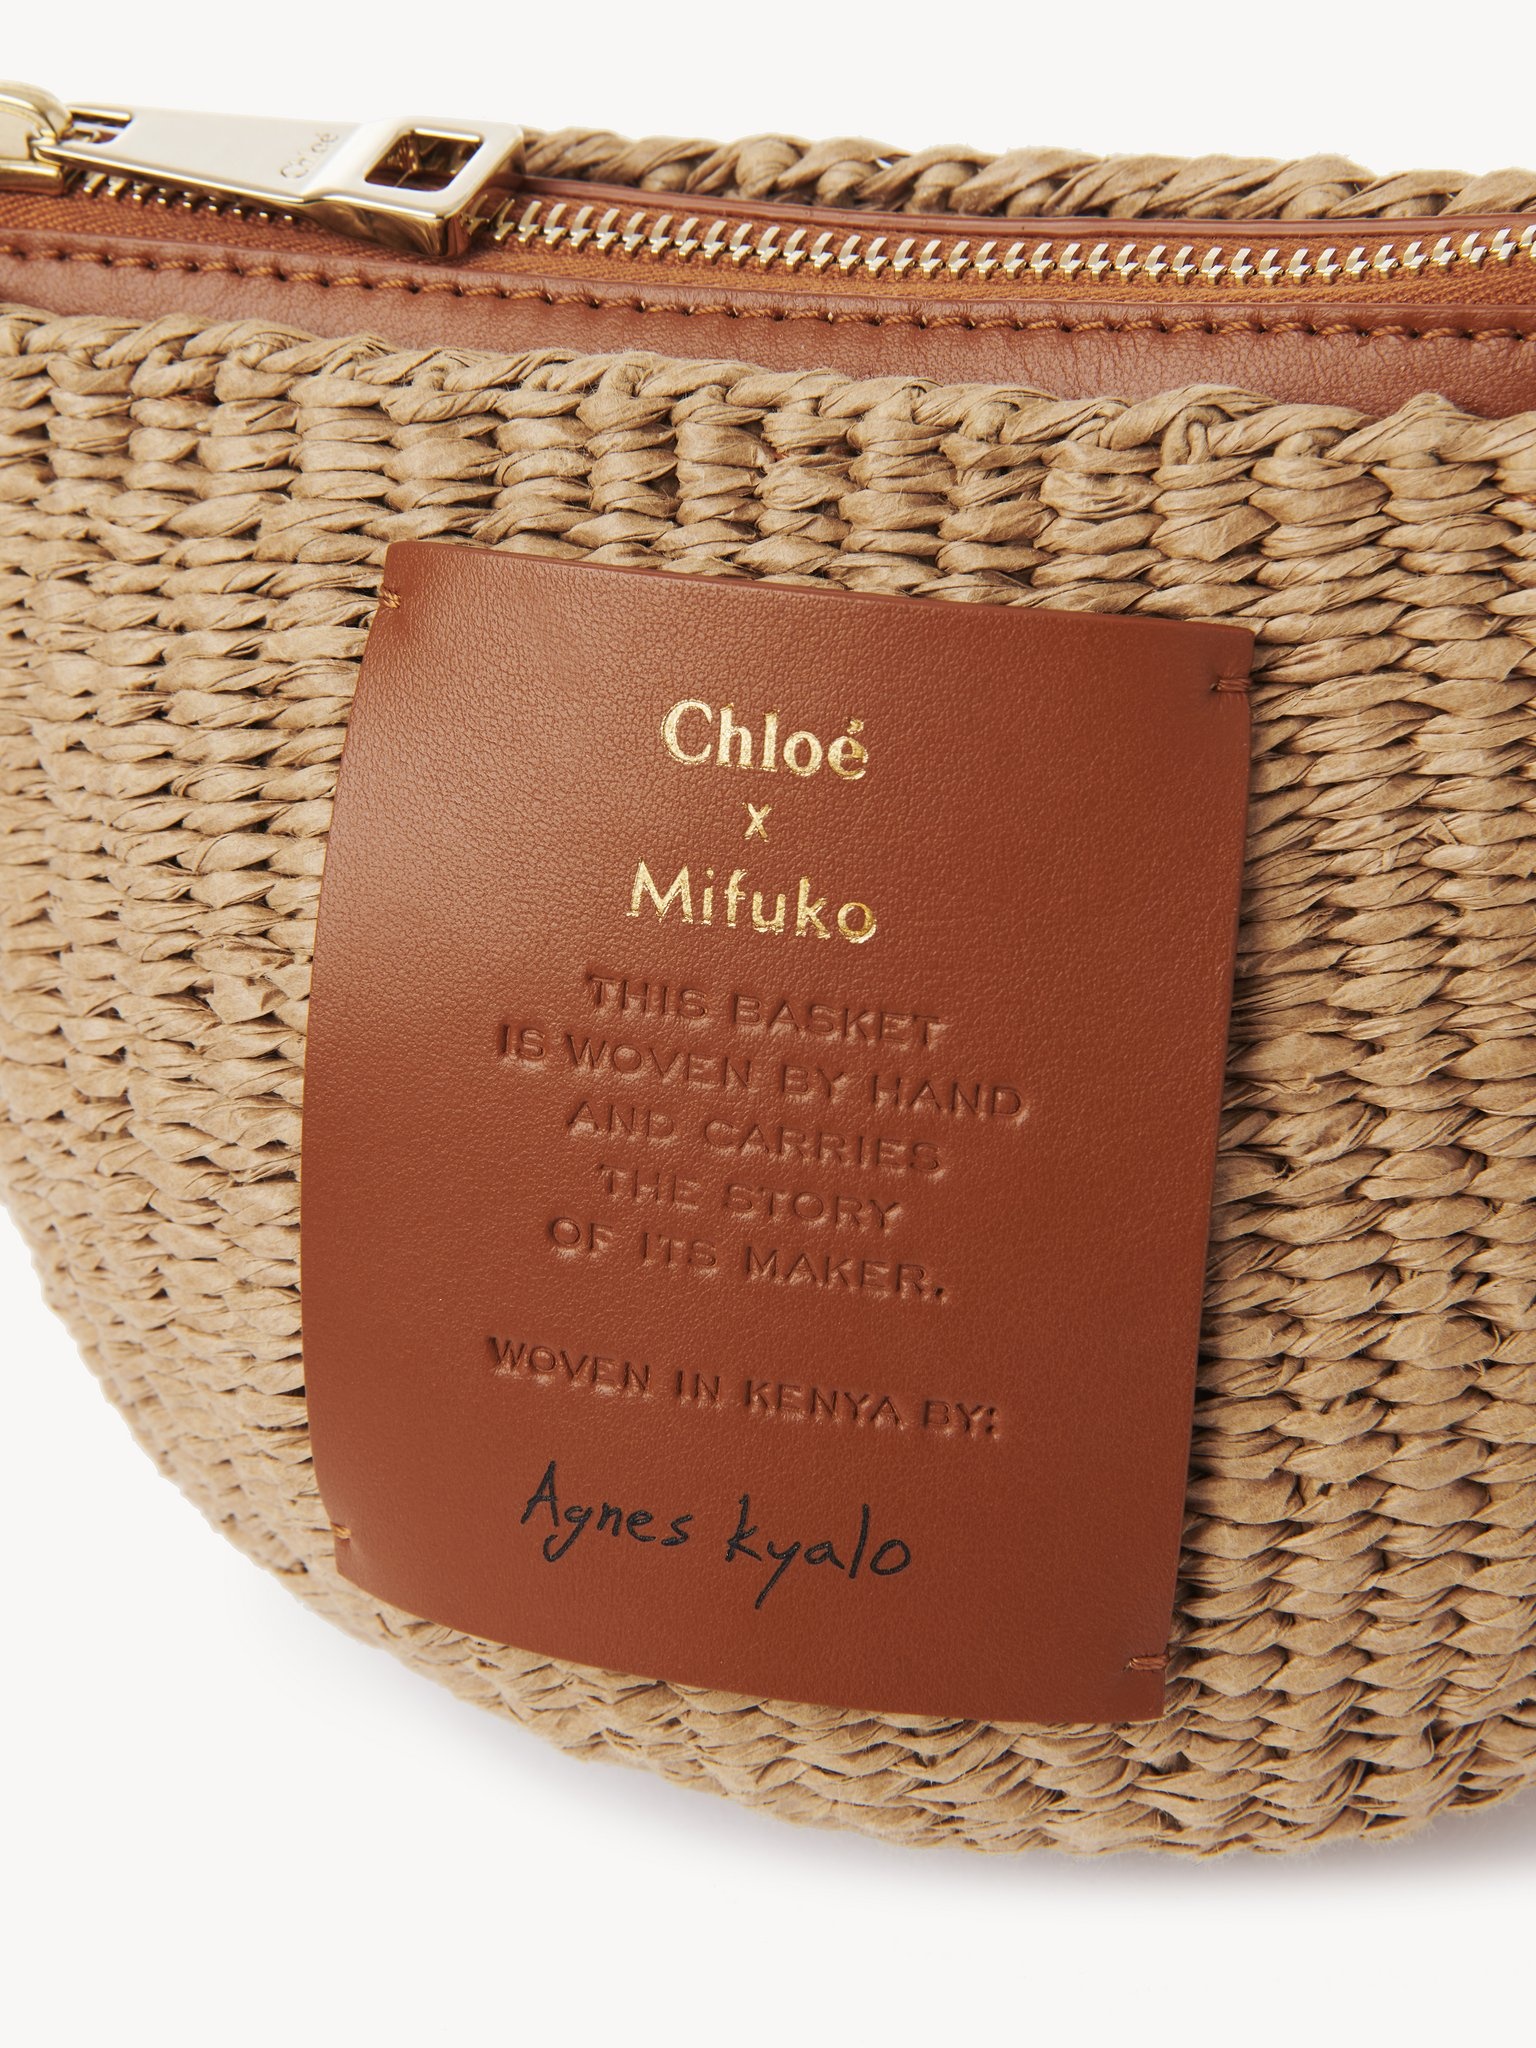 Chloé
Chloé
x
Mifuko
THIS BASKET
IS WOVEN BY HAND
AND CARRIES
THE STORY
OF ITS MAKER.
WOVEN IN KENYA BY:
Agnes kyalo